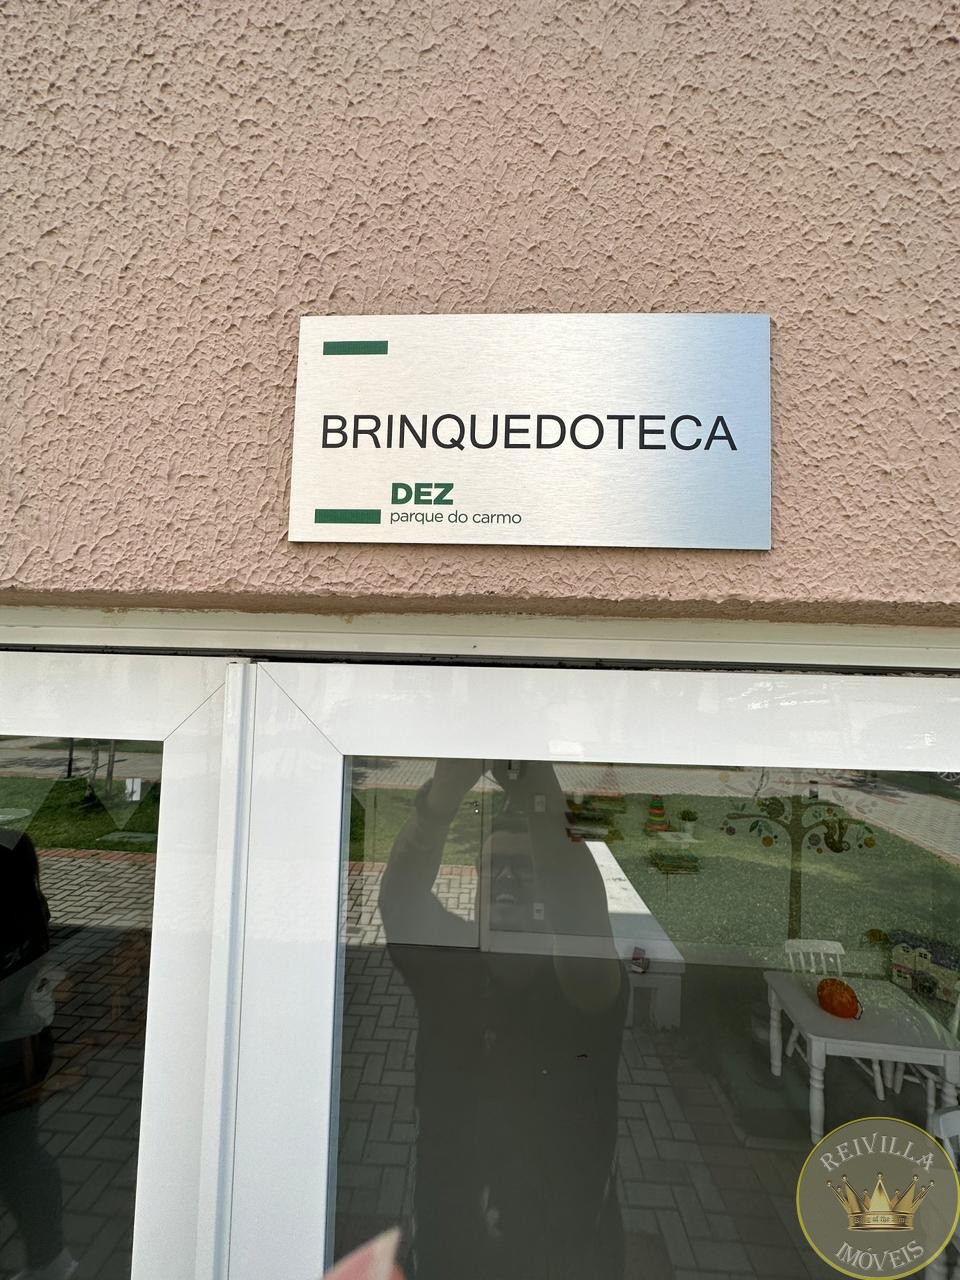 BRINQUEDOTECA
DEZ
parque do carmo
REIVILLA
IMÓVEIS